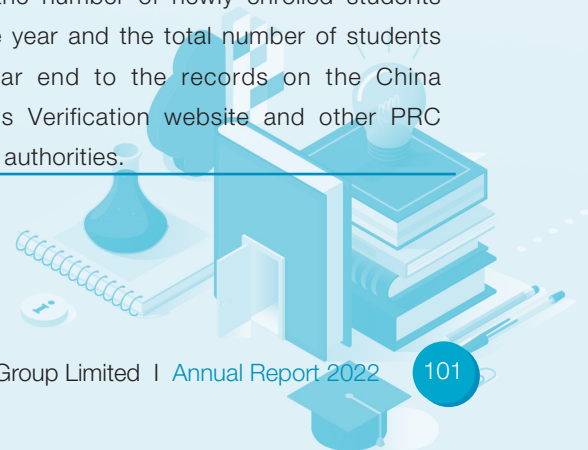 the number of newly enrolled students
year and the total number of students
end to the records on the China
Verification website and other PRC
authorities.
i
Group Limited I Annual Report 2022
101